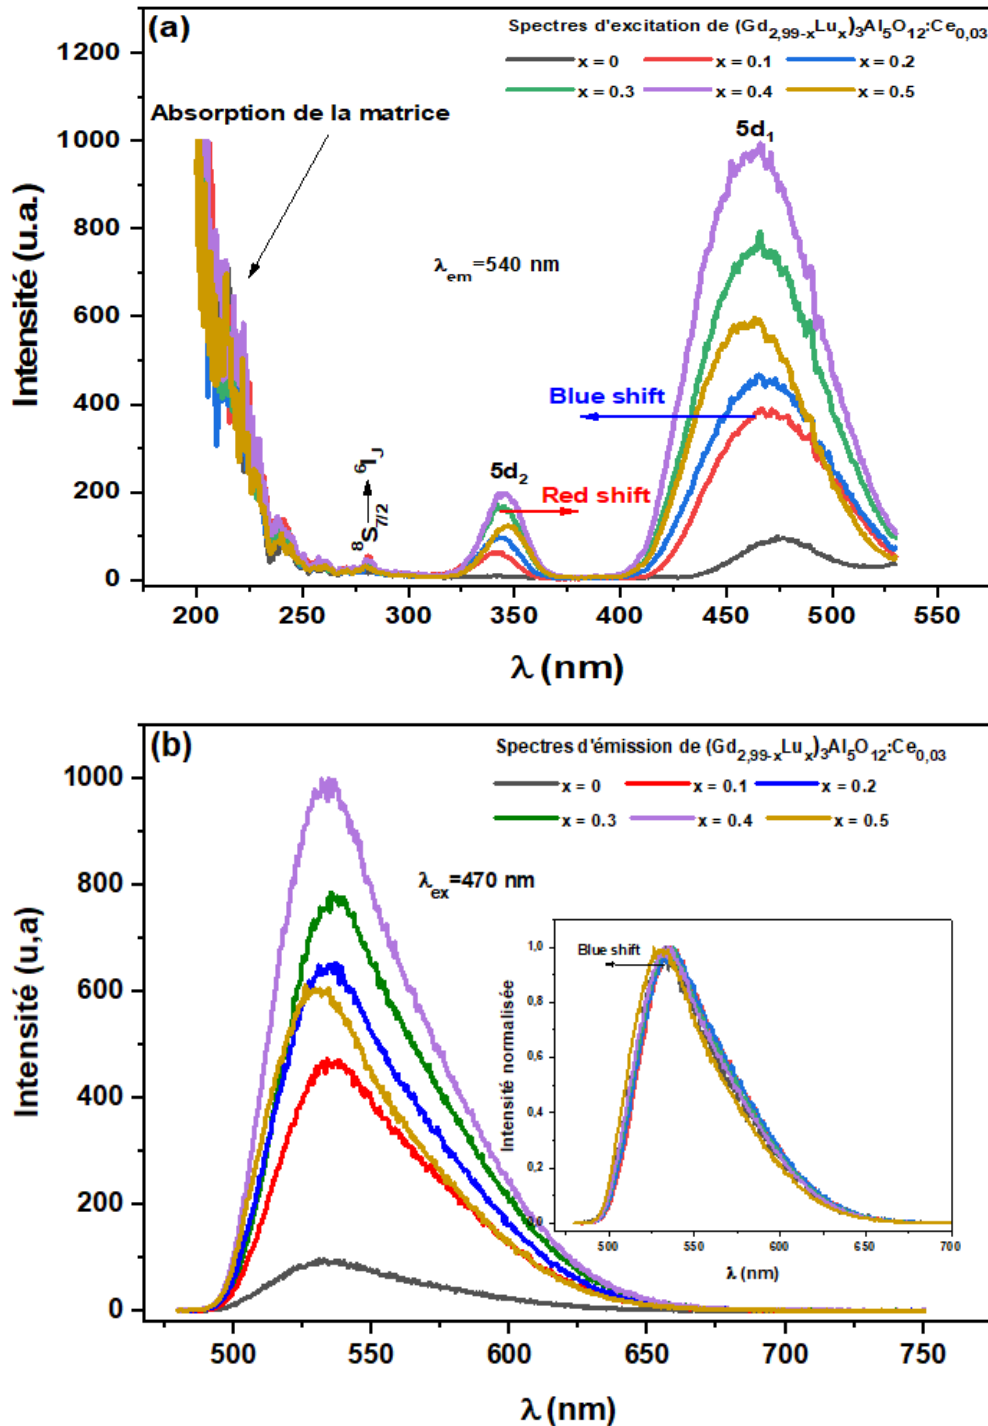 (a)
Spectres d'excitation de (Gd2,99-xLux)3Al5O12:Ce0,03
x = 0 x = 0.1 x = 0.2
x = 0.3 x = 0.4 x = 0.5
1200
1000
800
600
400
200
0
Intensité (u.a.)
Absorption de la matrice
5d1
λem=540 nm
Blue shift
5d2
Red shift
8S7/2
6IJ
200 250 300 350 400 450 500 550
λ (nm)
(b)
Spectres d'émission de (Gd2,99-xLux)3Al5O12:Ce0,03
x = 0 x = 0.1 x = 0.2
x = 0.3 x = 0.4 x = 0.5
1000
800
600
400
200
0
Intensité (u,a)
λex=470 nm
Blue shift
1,0
0,8
0,6
0,4
0,2
0,0
Intensité normalisée
500 540 580 600 620 660 700
λ (nm)
500 550 600 650 700 750
λ (nm)